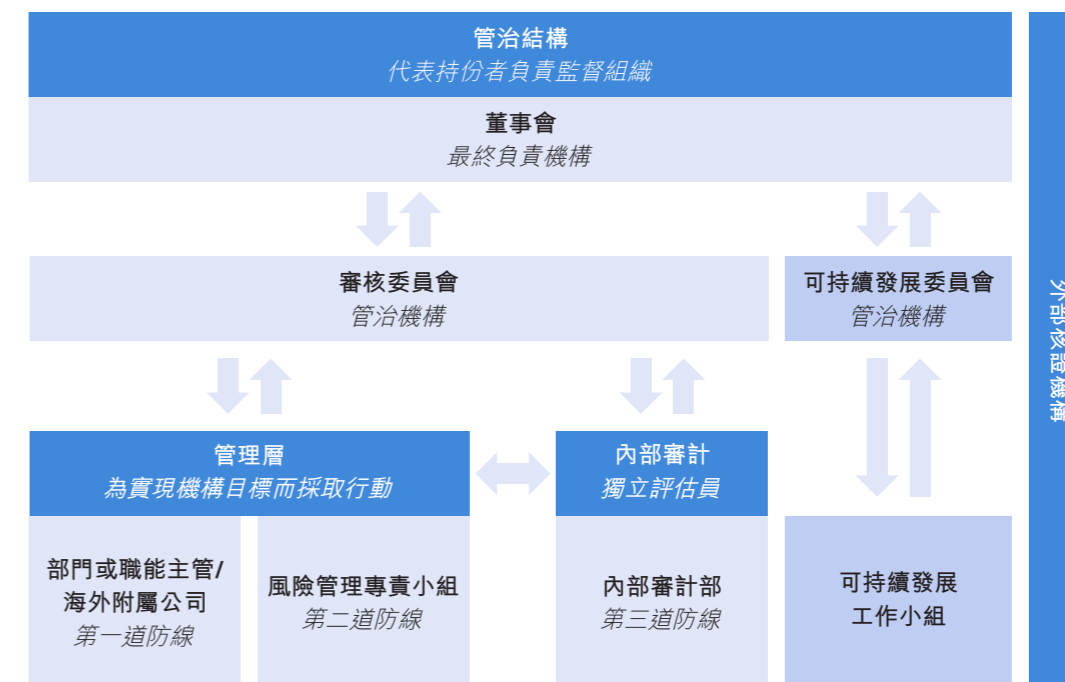 管治結構
代表持份者負責監督組織
董事會
最終負責機構
審核委員會
管治機構
可持續發展委員會
管治機構
管理層
為實現機構目標而採取行動
內部審計
獨立評估員
部門或職能主管/
海外附屬公司
第一道防線
風險管理專責小組
第二道防線
內部審計部
第三道防線
可持續發展
工作小組
外部核證機構